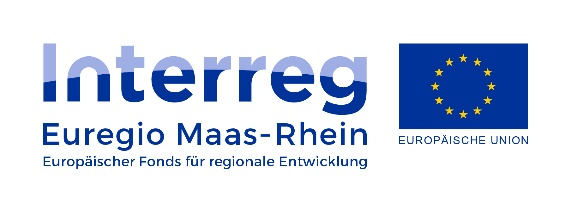 Interreg
Euregio Maas-Rhein
Europäischer Fonds für regionale Entwicklung
EUROPÄISCHE UNION